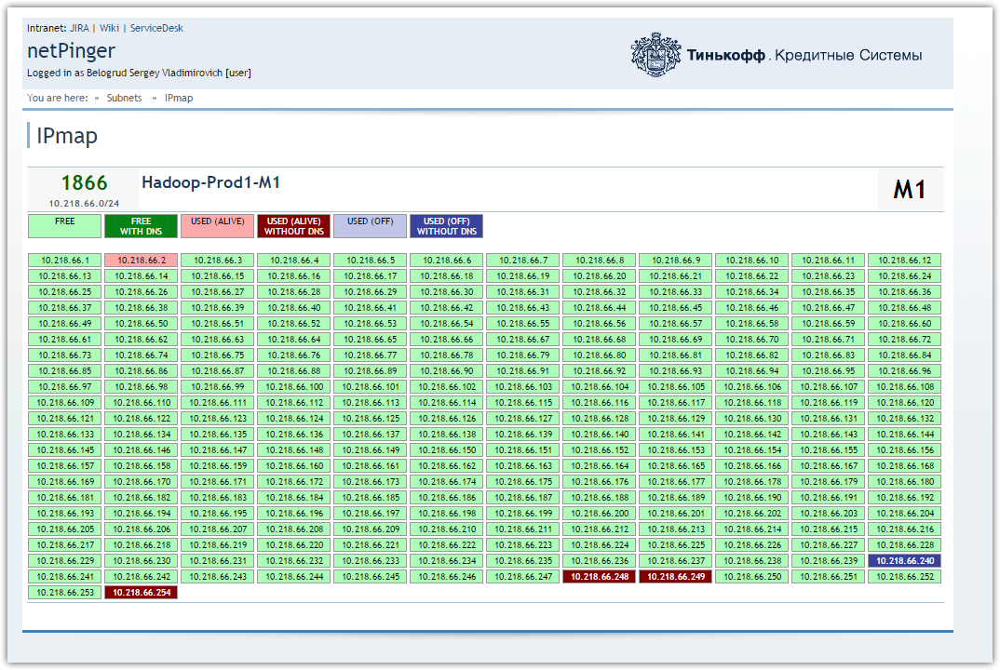 Intranet: JIRA | Wiki | ServiceDesk
netPinger
Logged in as Belogrud Sergey Vladimirovich [user]
Тинькофф . Кредитные Системы
You are here: » Subnets » IPmap
IPmap
1866
10.218.66.0/24
Hadoop-Prod1-M1
M1
FREE
FREE WITH DNS
USED (ALIVE)
USED (ALIVE) WITHOUT DNS
USED (OFF)
USED (OFF) WITHOUT DNS
10.218.66.1 10.218.66.2 10.218.66.3 10.218.66.4 10.218.66.5 10.218.66.6 10.218.66.7 10.218.66.8 10.218.66.9 10.218.66.10 10.218.66.11 10.218.66.12
10.218.66.13 10.218.66.14 10.218.66.15 10.218.66.16 10.218.66.17 10.218.66.18 10.218.66.19 10.218.66.20 10.218.66.21 10.218.66.22 10.218.66.23 10.218.66.24
10.218.66.25 10.218.66.26 10.218.66.27 10.218.66.28 10.218.66.29 10.218.66.30 10.218.66.31 10.218.66.32 10.218.66.33 10.218.66.34 10.218.66.35 10.218.66.36
10.218.66.37 10.218.66.38 10.218.66.39 10.218.66.40 10.218.66.41 10.218.66.42 10.218.66.43 10.218.66.44 10.218.66.45 10.218.66.46 10.218.66.47 10.218.66.48
10.218.66.49 10.218.66.50 10.218.66.51 10.218.66.52 10.218.66.53 10.218.66.54 10.218.66.55 10.218.66.56 10.218.66.57 10.218.66.58 10.218.66.59 10.218.66.60
10.218.66.61 10.218.66.62 10.218.66.63 10.218.66.64 10.218.66.65 10.218.66.66 10.218.66.67 10.218.66.68 10.218.66.69 10.218.66.70 10.218.66.71 10.218.66.72
10.218.66.73 10.218.66.74 10.218.66.75 10.218.66.76 10.218.66.77 10.218.66.78 10.218.66.79 10.218.66.80 10.218.66.81 10.218.66.82 10.218.66.83 10.218.66.84
10.218.66.85 10.218.66.86 10.218.66.87 10.218.66.88 10.218.66.89 10.218.66.90 10.218.66.91 10.218.66.92 10.218.66.93 10.218.66.94 10.218.66.95 10.218.66.96
10.218.66.97 10.218.66.98 10.218.66.99 10.218.66.100 10.218.66.101 10.218.66.102 10.218.66.103 10.218.66.104 10.218.66.105 10.218.66.106 10.218.66.107 10.218.66.108
10.218.66.109 10.218.66.110 10.218.66.111 10.218.66.112 10.218.66.113 10.218.66.114 10.218.66.115 10.218.66.116 10.218.66.117 10.218.66.118 10.218.66.119 10.218.66.120
10.218.66.121 10.218.66.122 10.218.66.123 10.218.66.124 10.218.66.125 10.218.66.126 10.218.66.127 10.218.66.128 10.218.66.129 10.218.66.130 10.218.66.131 10.218.66.132
10.218.66.133 10.218.66.134 10.218.66.135 10.218.66.136 10.218.66.137 10.218.66.138 10.218.66.139 10.218.66.140 10.218.66.141 10.218.66.142 10.218.66.143 10.218.66.144
10.218.66.145 10.218.66.146 10.218.66.147 10.218.66.148 10.218.66.149 10.218.66.150 10.218.66.151 10.218.66.152 10.218.66.153 10.218.66.154 10.218.66.155 10.218.66.156
10.218.66.157 10.218.66.158 10.218.66.159 10.218.66.160 10.218.66.161 10.218.66.162 10.218.66.163 10.218.66.164 10.218.66.165 10.218.66.166 10.218.66.167 10.218.66.168
10.218.66.169 10.218.66.170 10.218.66.171 10.218.66.172 10.218.66.173 10.218.66.174 10.218.66.175 10.218.66.176 10.218.66.177 10.218.66.178 10.218.66.179 10.218.66.180
10.218.66.181 10.218.66.182 10.218.66.183 10.218.66.184 10.218.66.185 10.218.66.186 10.218.66.187 10.218.66.188 10.218.66.189 10.218.66.190 10.218.66.191 10.218.66.192
10.218.66.193 10.218.66.194 10.218.66.195 10.218.66.196 10.218.66.197 10.218.66.198 10.218.66.199 10.218.66.200 10.218.66.201 10.218.66.202 10.218.66.203 10.218.66.204
10.218.66.205 10.218.66.206 10.218.66.207 10.218.66.208 10.218.66.209 10.218.66.210 10.218.66.211 10.218.66.212 10.218.66.213 10.218.66.214 10.218.66.215 10.218.66.216
10.218.66.217 10.218.66.218 10.218.66.219 10.218.66.220 10.218.66.221 10.218.66.222 10.218.66.223 10.218.66.224 10.218.66.225 10.218.66.226 10.218.66.227 10.218.66.228
10.218.66.229 10.218.66.230 10.218.66.231 10.218.66.232 10.218.66.233 10.218.66.234 10.218.66.235 10.218.66.236 10.218.66.237 10.218.66.238 10.218.66.239 10.218.66.240
10.218.66.241 10.218.66.242 10.218.66.243 10.218.66.244 10.218.66.245 10.218.66.246 10.218.66.247 10.218.66.248 10.218.66.249 10.218.66.250 10.218.66.251 10.218.66.252
10.218.66.253 10.218.66.254